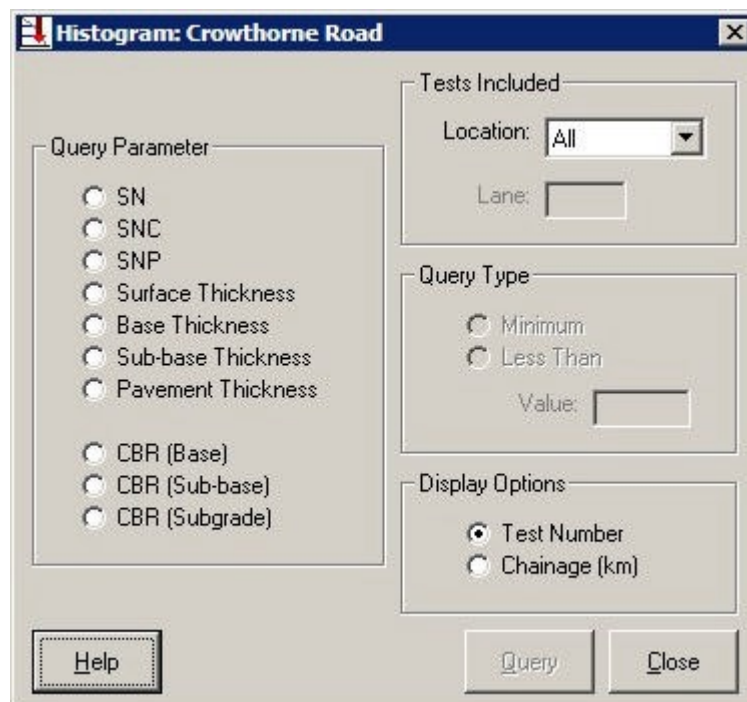 Histogram: Crowthorne Road
Query Parameter
SN
SNC
SNP
Surface Thickness
Base Thickness
Sub-base Thickness
Pavement Thickness
CBR (Base)
CBR (Sub-base)
CBR (Subgrade)
Tests Included
Location: All
Lane:
Query Type
Minimum
Less Than
Value:
Display Options
Test Number
Chainage (km)
Help
Query
Close